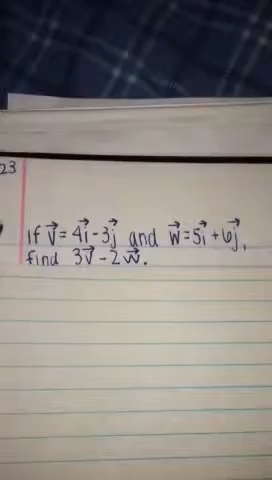 23
If v⃗ = 4i⃗ - 3j⃗ and w⃗ = 5i⃗ + 6j⃗,
find 3v⃗ - 2w⃗.